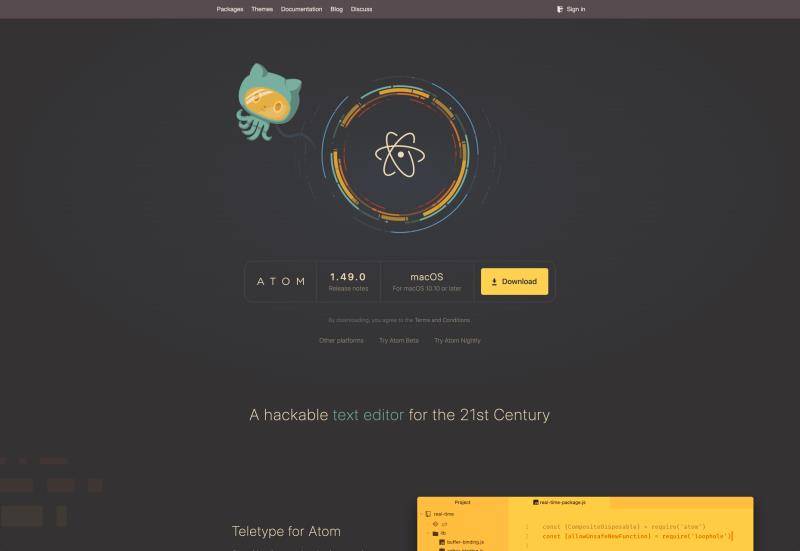 Packages Themes Documentation Blog Discuss Sign in
ATOM
1.49.0
Release notes
macOS
For macOS 10.10 or later
Download
By downloading, you agree to the Terms and Conditions.
Other platforms Try Atom Beta Try Atom Nightly
A hackable text editor for the 21st Century
Teletype for Atom
Project
real-time-package.js
real-time
.git
lib
buffer-binding.js
1 const {CompositeDisposable} = require('atom')
2 const {allowUnsafeNewFunction} = require('loophole')
3